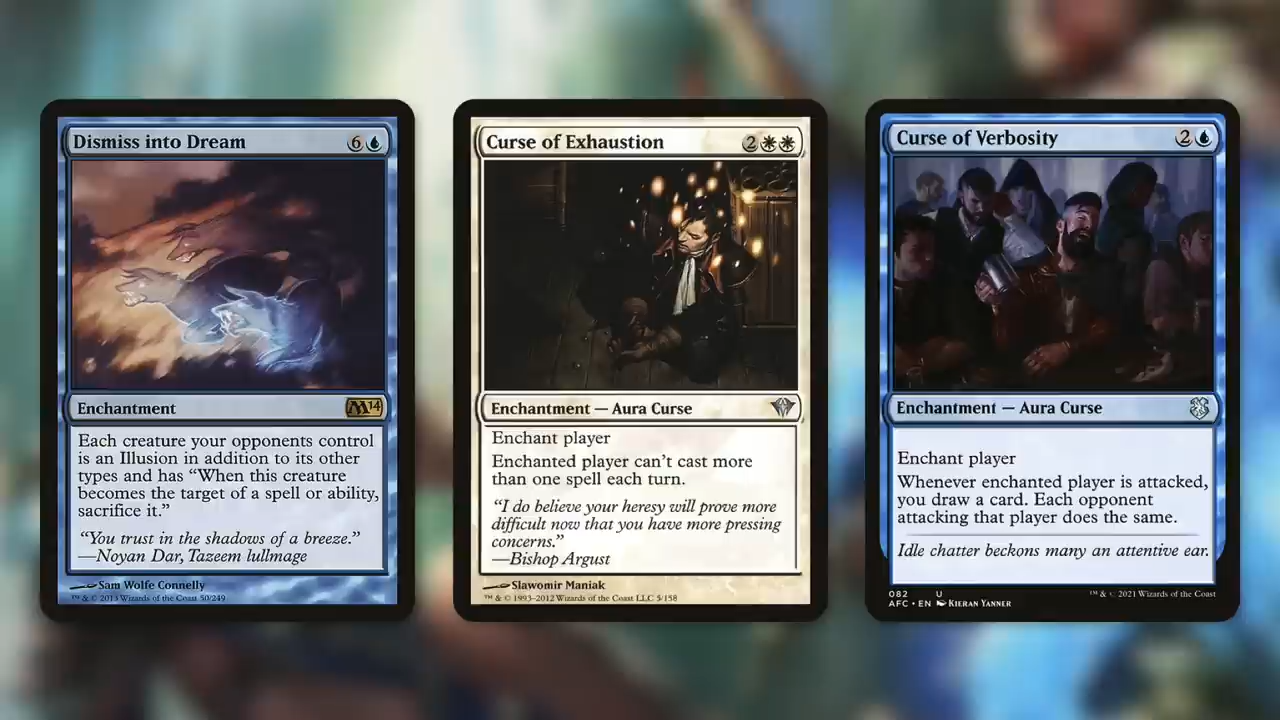 Dismiss into Dream 6
Enchantment M14
Each creature your opponents control
is an Illusion in addition to its other
types and has “When this creature
becomes the target of a spell or ability,
sacrifice it.”
“You trust in the shadows of a breeze.”
—Noyan Dar, Tazeem lullmage
Sam Wolfe Connelly
™ & © 2013 Wizards of the Coast 50/249
Curse of Exhaustion 2
Enchantment — Aura Curse
Enchant player
Enchanted player can’t cast more
than one spell each turn.
“I do believe your heresy will prove more
difficult now that you have more pressing
concerns.”
—Bishop Argust
Slawomir Maniak
™ & © 1993–2012 Wizards of the Coast LLC 5/158
Curse of Verbosity 2
Enchantment — Aura Curse
Enchant player
Whenever enchanted player is attacked,
you draw a card. Each opponent
attacking that player does the same.
Idle chatter beckons many an attentive ear.
082 U
AFC • EN Kieran Yanner
™ & © 2021 Wizards of the Coast